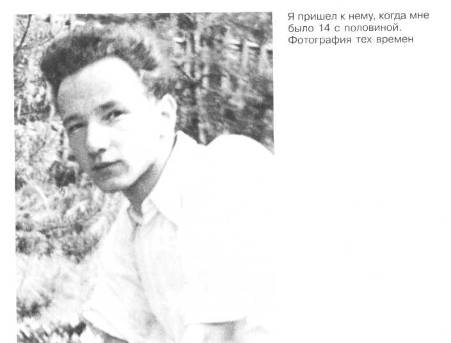 Я пришел к нему, когда мне
было 14 с половиной.
Фотография тех времен